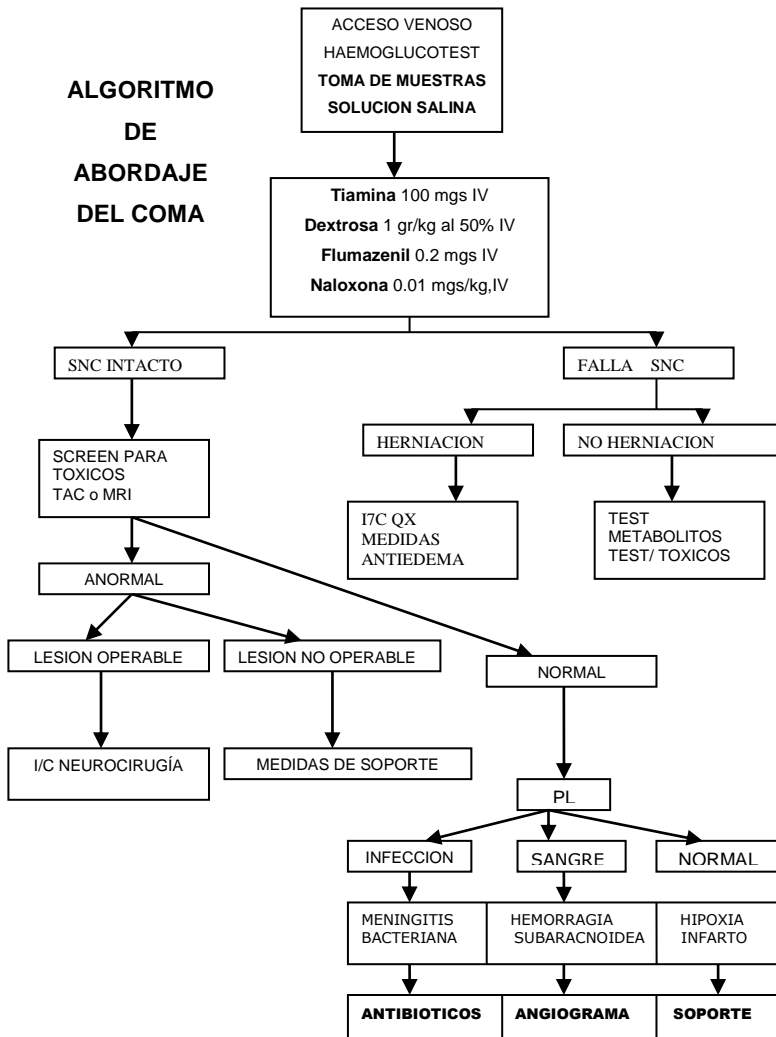 ACCESO VENOSO
HAEMOGLUCOTEST
TOMA DE MUESTRAS
SOLUCION SALINA
ALGORITMO
DE
ABORDAJE
DEL COMA
Tiamina 100 mgs IV
Dextrosa 1 gr/kg al 50% IV
Flumazenil 0.2 mgs IV
Naloxona 0.01 mgs/kg,IV
SNC INTACTO
FALLA SNC
HERNIACION
NO HERNIACION
SCREEN PARA
TOXICOS
TAC o MRI
I7C QX
MEDIDAS
ANTIEDEMA
TEST
METABOLITOS
TEST/ TOXICOS
ANORMAL
LESION OPERABLE
LESION NO OPERABLE
NORMAL
I/C NEUROCIRUGÍA
MEDIDAS DE SOPORTE
PL
INFECCION
SANGRE
NORMAL
MENINGITIS
BACTERIANA
HEMORRAGIA
SUBARACNOIDEA
HIPOXIA
INFARTO
ANTIBIOTICOS
ANGIOGRAMA
SOPORTE